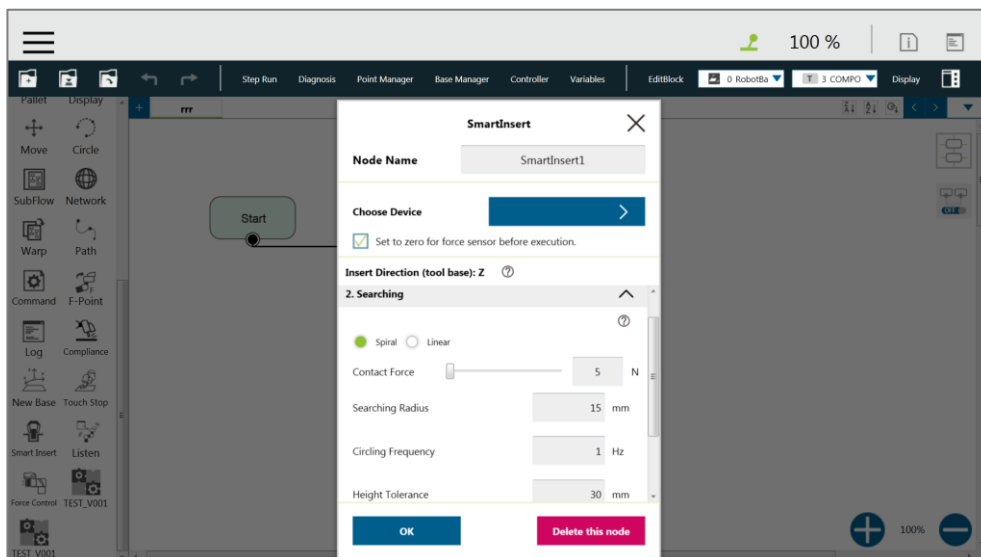 100 %
Step Run Diagnosis Point Manager Base Manager Controller Variables EditBlock 0 RobotBa T 3 COMPO Display
Pallet Display
+ rrr
Move Circle
SubFlow Network
Warp Path
Command F-Point
Log Compliance
New Base Touch Stop
Smart Insert Listen
Force Control TEST_V001
TEST_V001
Start
SmartInsert
Node Name SmartInsert1
Choose Device
Set to zero for force sensor before execution.
Insert Direction (tool base): Z
2. Searching
Spiral Linear
Contact Force 5 N
Searching Radius 15 mm
Circling Frequency 1 Hz
Height Tolerance 30 mm
OK Delete this node
OFF
100%